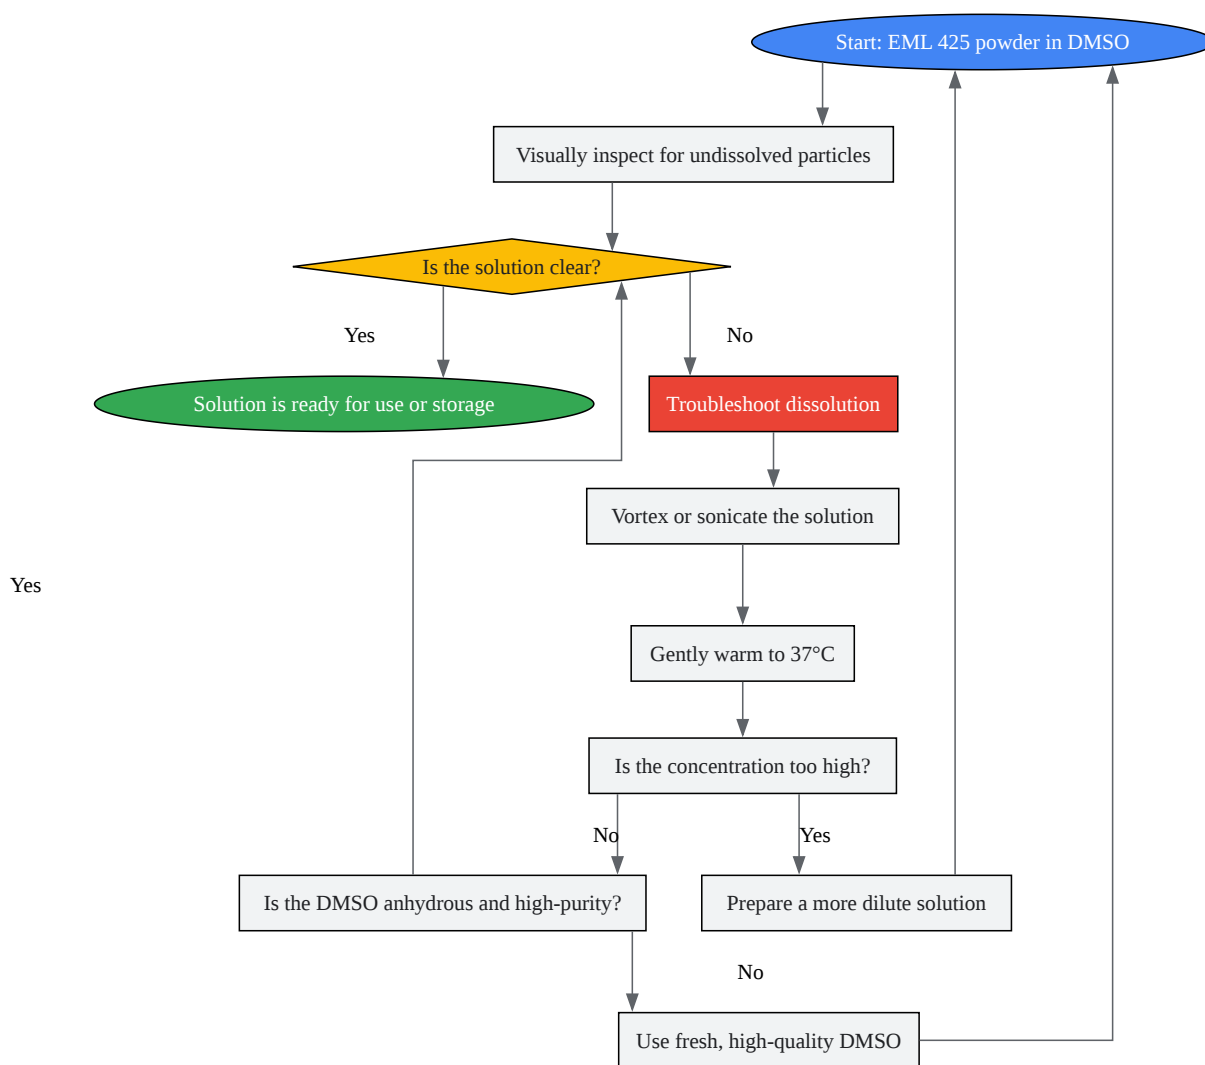 Start: EML 425 powder in DMSO
Visually inspect for undissolved particles
Is the solution clear?
Yes
No
Solution is ready for use or storage
Troubleshoot dissolution
Vortex or sonicate the solution
Yes
Gently warm to 37°C
Is the concentration too high?
No
Yes
Is the DMSO anhydrous and high-purity?
Prepare a more dilute solution
No
Use fresh, high-quality DMSO